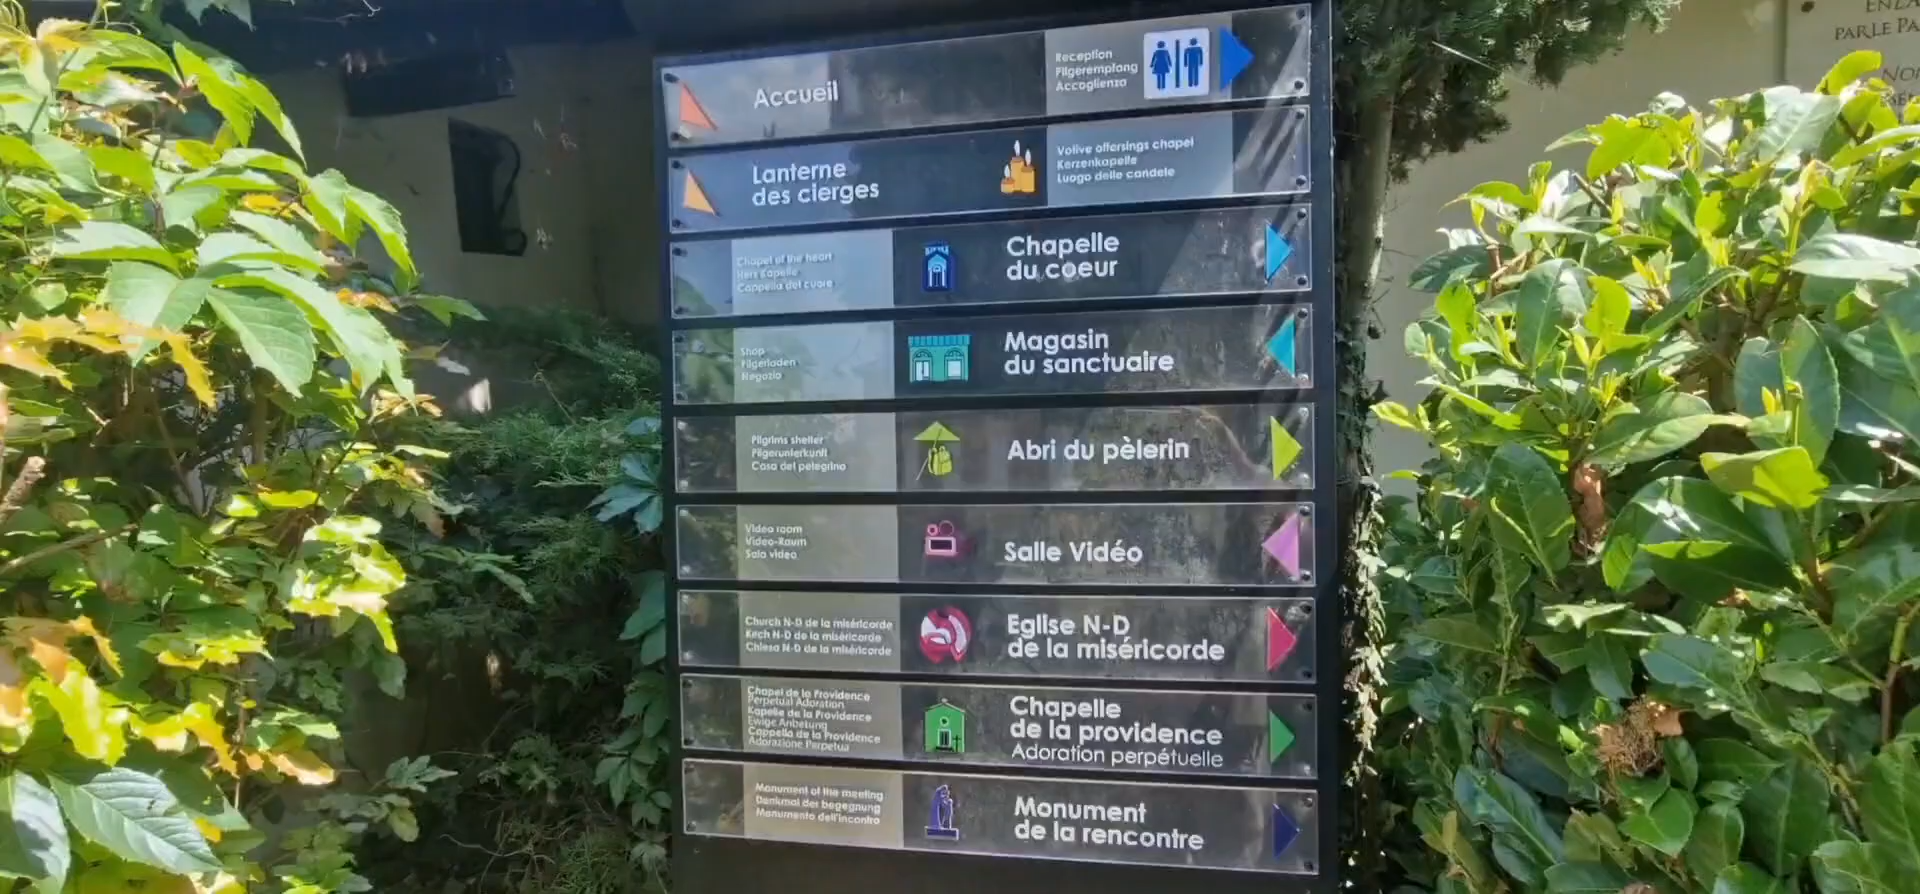 Accueil
Reception
Pilgerempfang
Accoglienza
Lanterne
des cierges
Volive offersings chapel
Kerzenkapelle
Luogo delle candele
Chapel of the heart
Herz Kapelle
Cappella del cuore
Chapelle
du coeur
Shop
Pilgerladen
Negozio
Magasin
du sanctuaire
Pilgrims shelter
Pilgerunterkunft
Casa del pelegrino
Abri du pèlerin
Video room
Video-Raum
Sala video
Salle Vidéo
Church N-D de la miséricorde
Kirch N-D de la miséricorde
Chiesa N-D de la miséricorde
Eglise N-D
de la miséricorde
Chapel de la Providence
Perpetual Adoration
Kapelle de la Providence
Ewige Anbetung
Cappella de la Providence
Adorazione Perpetua
Chapelle
de la providence
Adoration perpétuelle
Monument of the meeting
Denkmal der begegnung
Monumento dell'incontro
Monument
de la rencontre
PAR LE PA